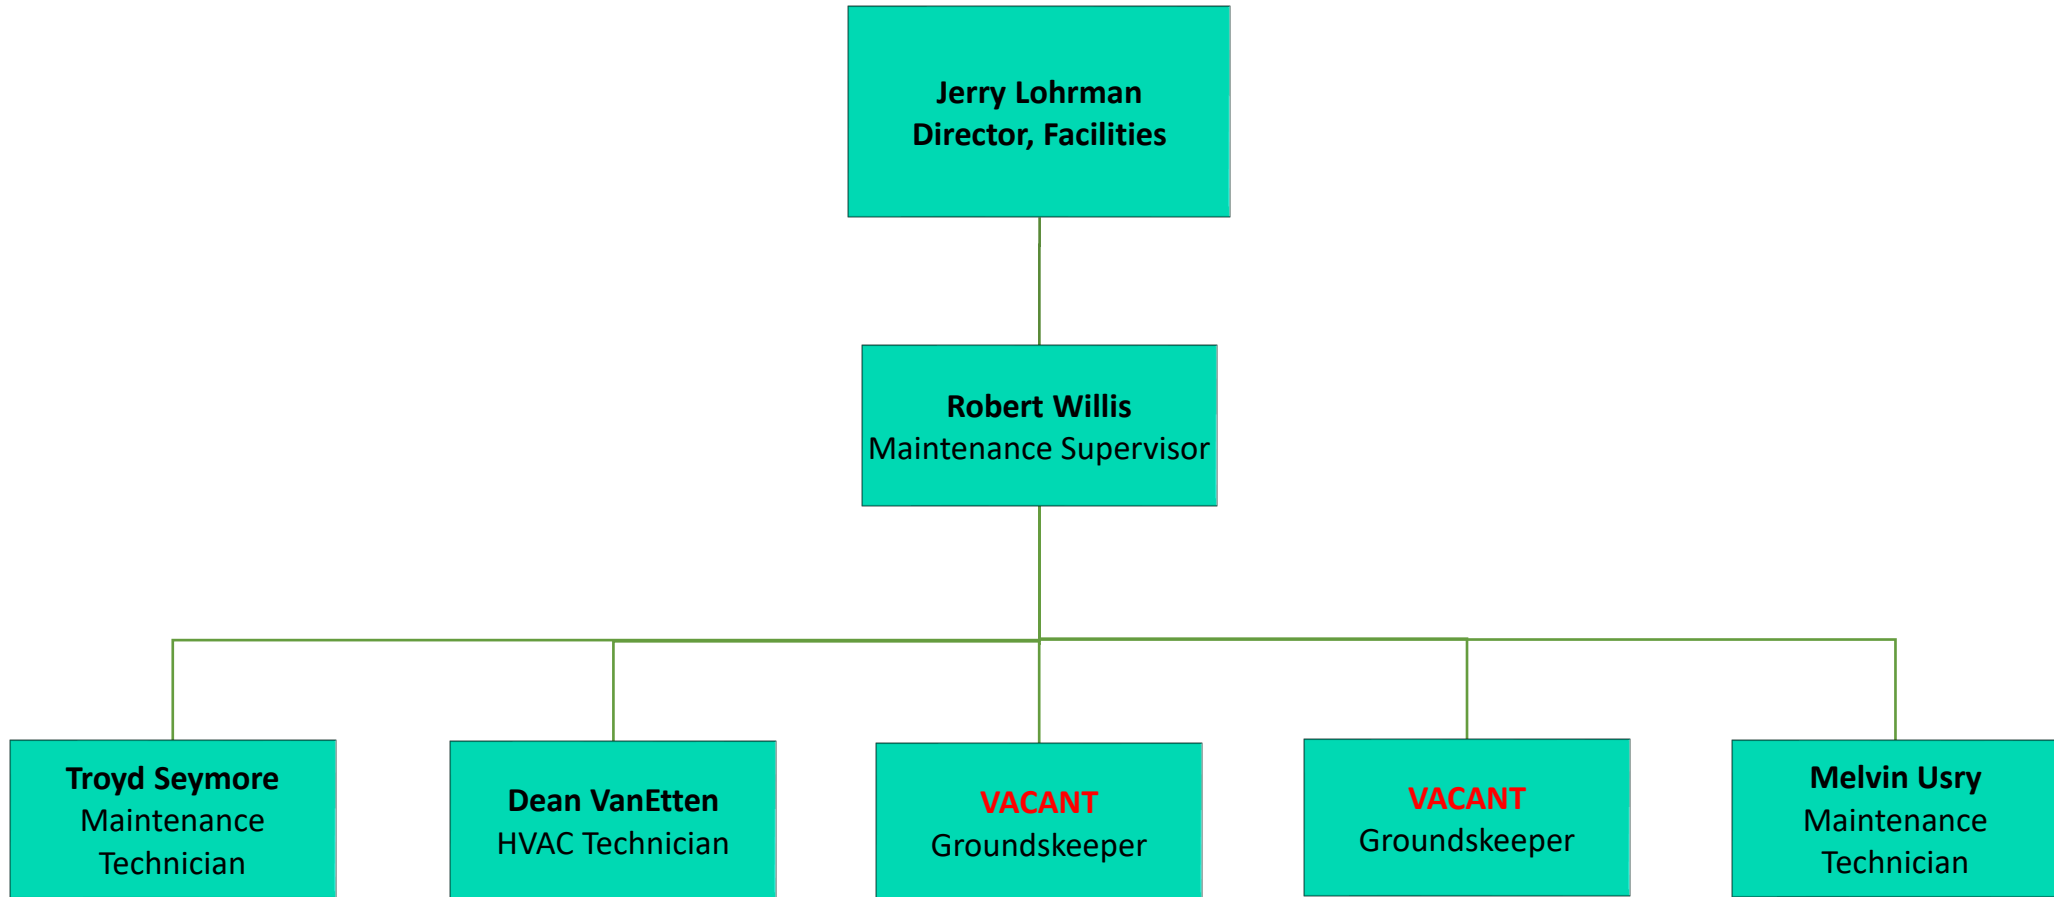 Jerry Lohrman
Director, Facilities
Robert Willis
Maintenance Supervisor
Troyd Seymore
Maintenance
Technician
Dean VanEtten
HVAC Technician
VACANT
Groundskeeper
VACANT
Groundskeeper
Melvin Usry
Maintenance
Technician